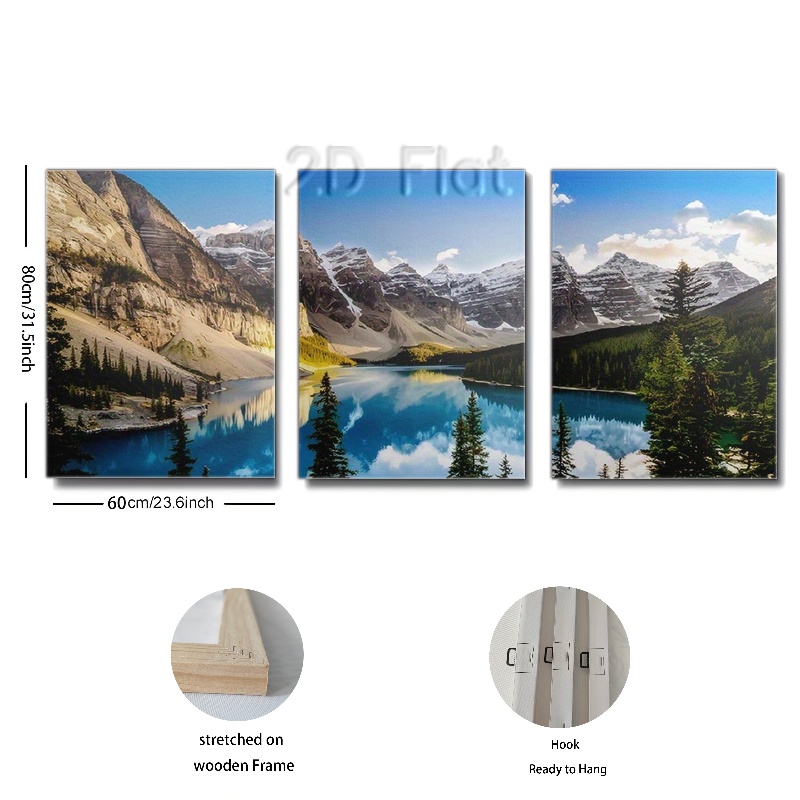 2D Flat
80cm/31.5inch
60cm/23.6inch
stretched on
wooden Frame
Hook
Ready to Hang